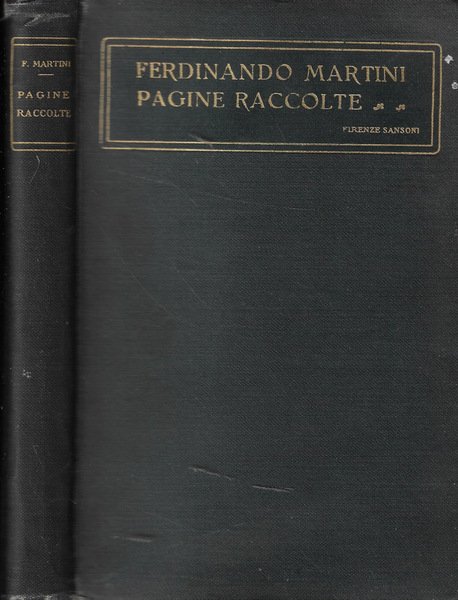 F. MARTINI
PAGINE
RACCOLTE
FERDINANDO MARTINI
PAGINE RACCOLTE
FIRENZE SANSONI